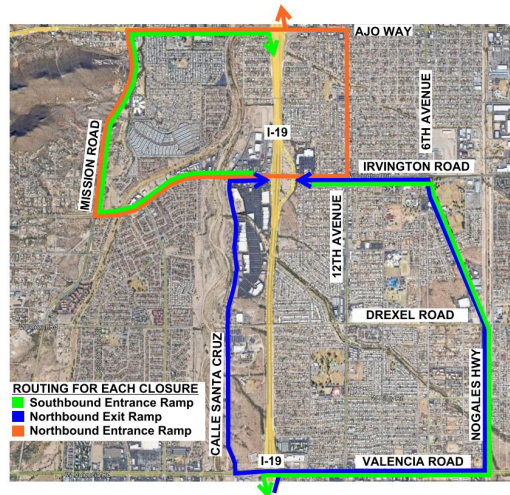 AJO WAY
I-19
6TH AVENUE
MISSION ROAD
IRVINGTON ROAD
12TH AVENUE
DREXEL ROAD
CALLE SANTA CRUZ
NOGALES HWY
ROUTING FOR EACH CLOSURE
Southbound Entrance Ramp
Northbound Exit Ramp
Northbound Entrance Ramp
I-19
VALENCIA ROAD